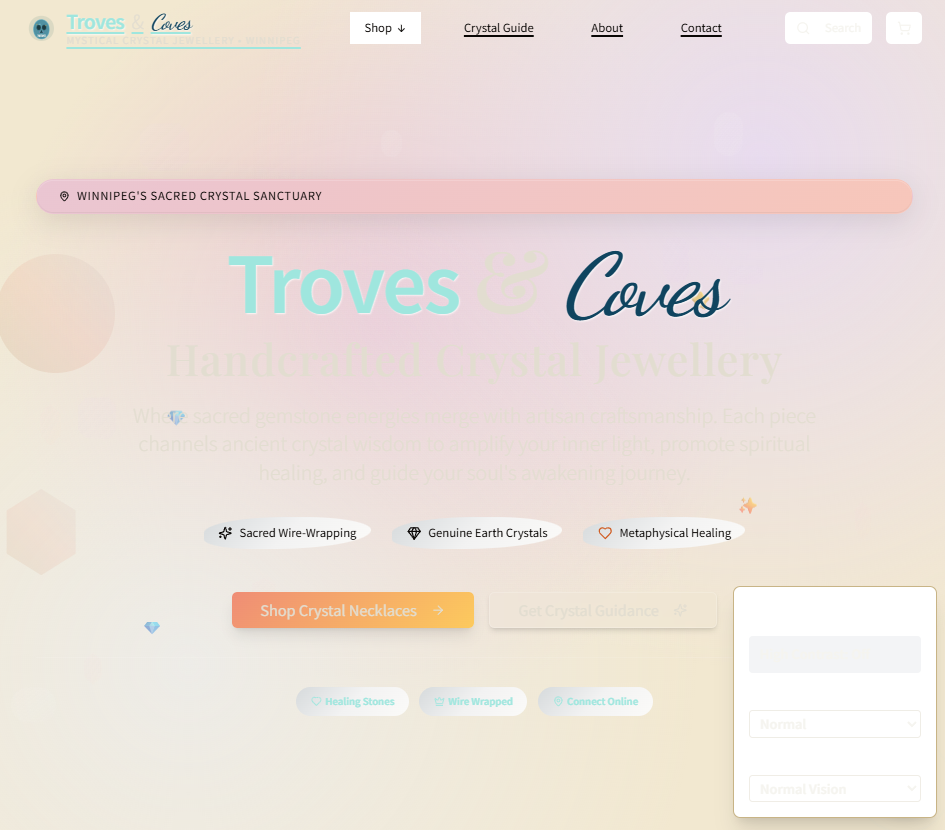 Troves & Coves
MYSTICAL CRYSTAL JEWELLERY • WINNIPEG
Shop ↓
Crystal Guide
About
Contact
Search
WINNIPEG'S SACRED CRYSTAL SANCTUARY
Troves & Coves
Handcrafted Crystal Jewellery
Where sacred gemstone energies merge with artisan craftsmanship. Each piece
channels ancient crystal wisdom to amplify your inner light, promote spiritual
healing, and guide your soul's awakening journey.
Sacred Wire-Wrapping
Genuine Earth Crystals
Metaphysical Healing
Shop Crystal Necklaces →
Get Crystal Guidance
Healing Stones
Wire Wrapped
Connect Online
Normal
Normal Vision